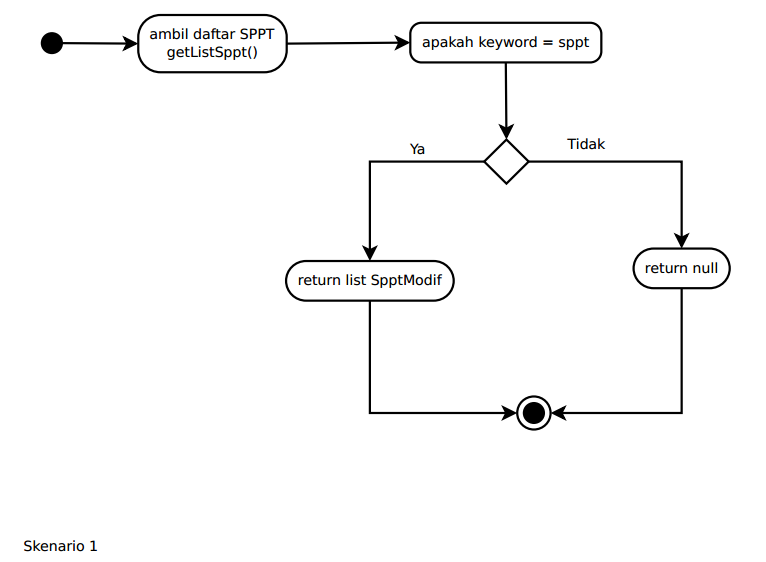 ambil daftar SPPT
getListSppt()
apakah keyword = sppt
Ya
Tidak
return list SpptModif
return null
Skenario 1